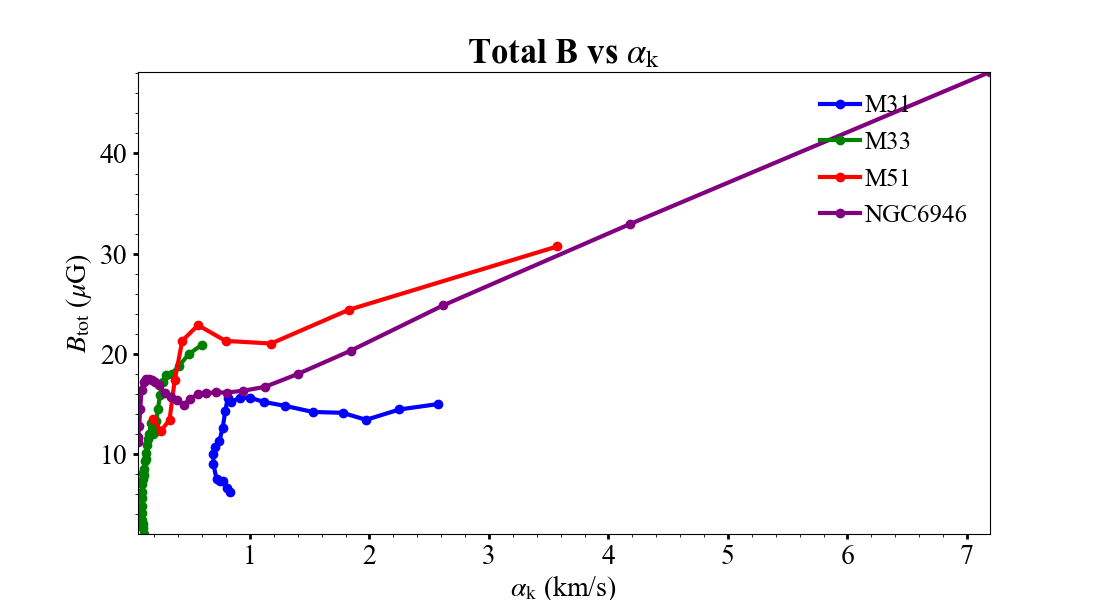 Total B vs αk
M31
M33
M51
NGC6946
40
30
20
10
Btot (μG)
1 2 3 4 5 6 7
αk (km/s)